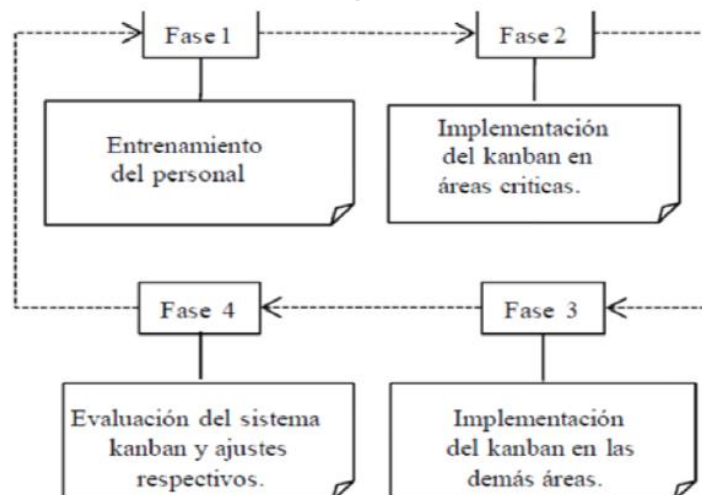 Fase 1
Fase 2
Entrenamiento
del personal
Implementación
del kanban en
áreas criticas.
Fase 4
Fase 3
Evaluación del sistema
kanban y ajustes
respectivos.
Implementación
del kanban en las
demás áreas.